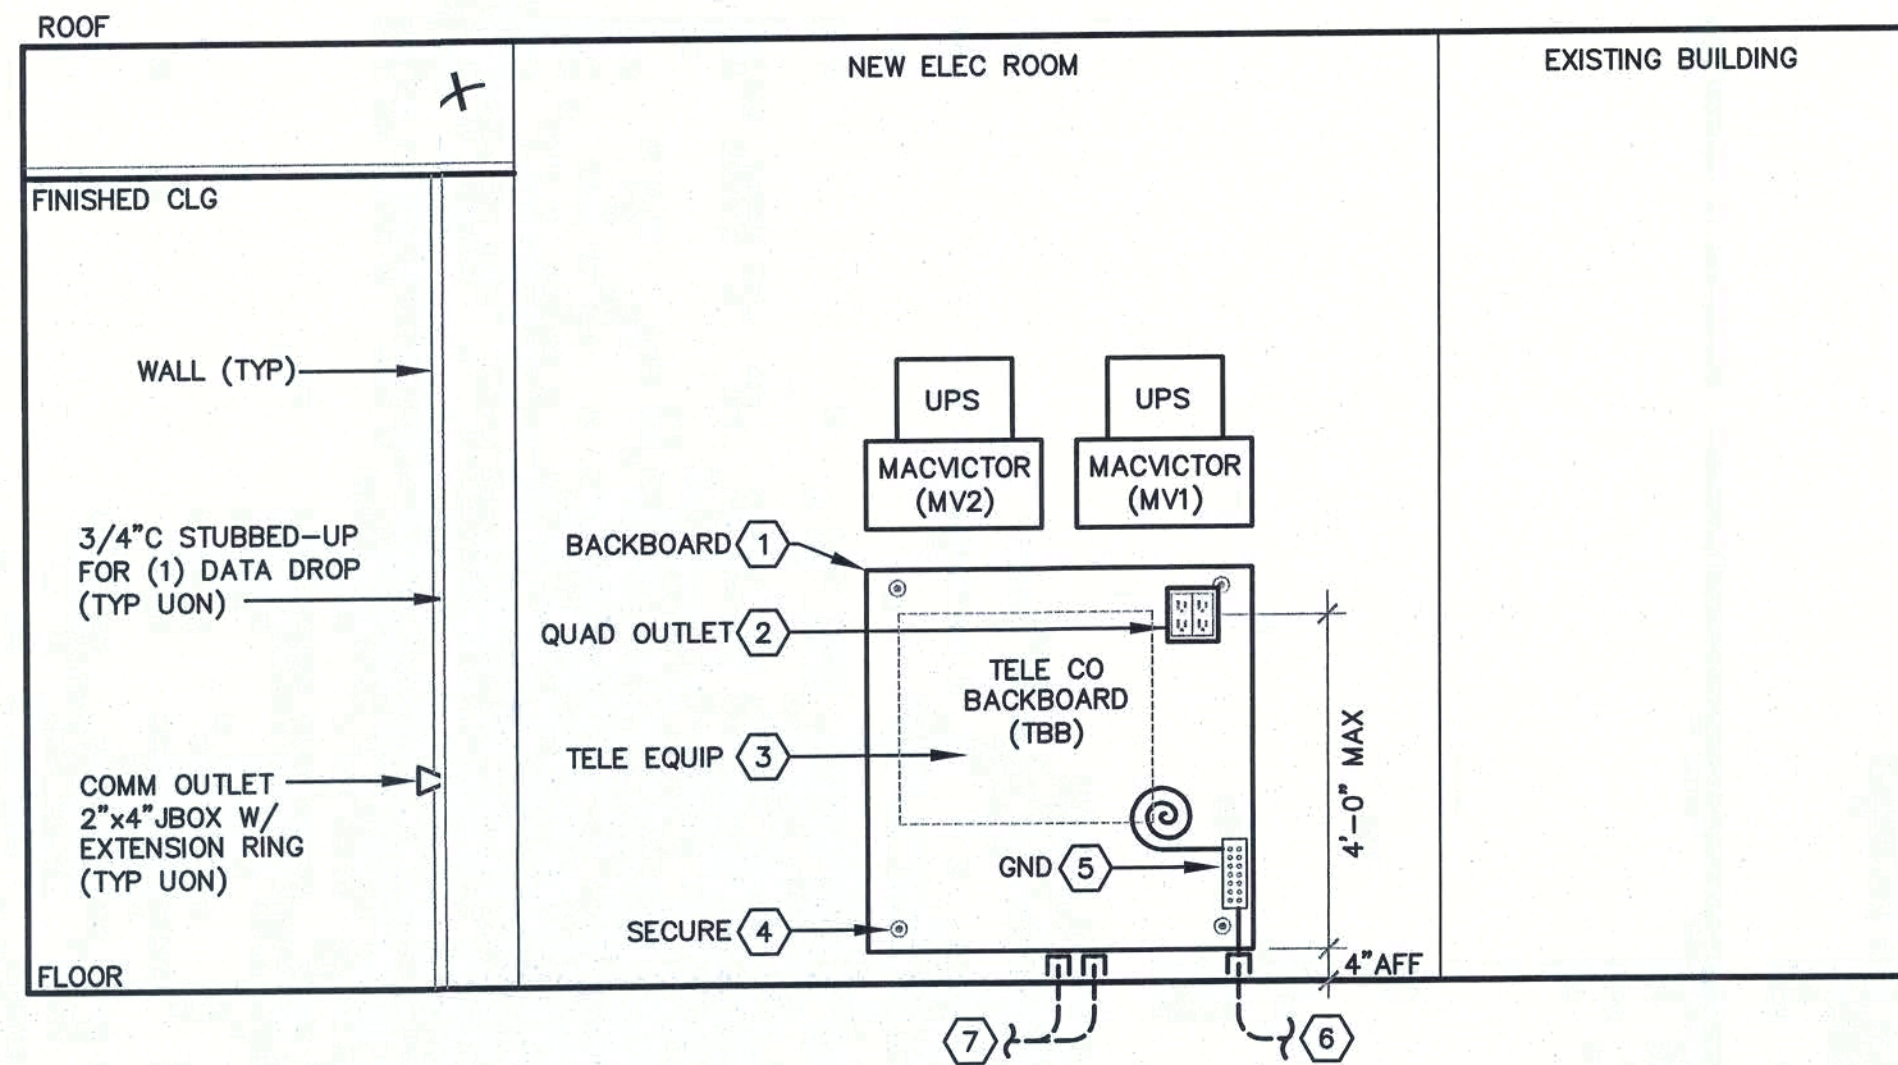 ROOF
NEW ELEC ROOM
EXISTING BUILDING
FINISHED CLG
WALL (TYP)
3/4"C STUBBED-UP
FOR (1) DATA DROP
(TYP UON)
COMM OUTLET
2"x4"JBOX W/
EXTENSION RING
(TYP UON)
FLOOR
UPS
UPS
MACVICTOR
(MV2)
MACVICTOR
(MV1)
BACKBOARD 1
QUAD OUTLET 2
TELE CO
BACKBOARD
(TBB)
TELE EQUIP 3
GND 5
SECURE 4
4'-0" MAX
4"AFF
7
6